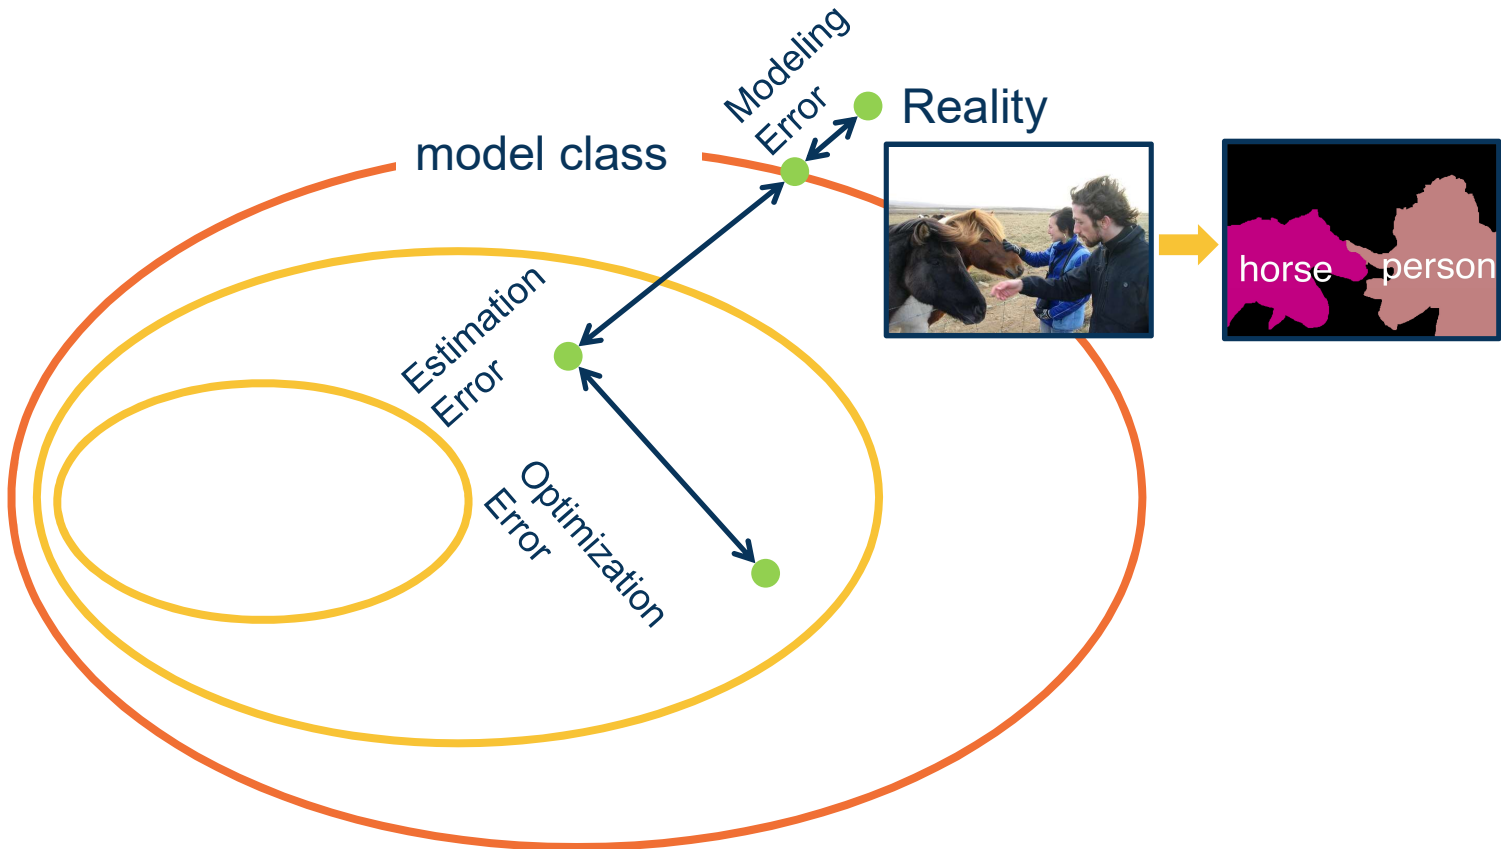 Modeling
Error
Reality
model class
horse
person
Estimation
Error
Optimization
Error